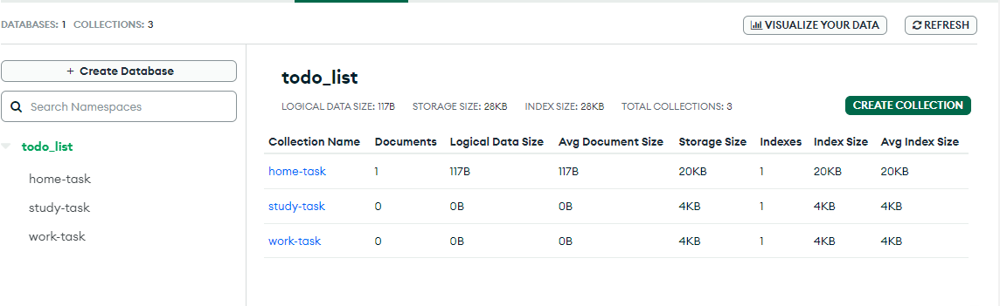 DATABASES: 1 COLLECTIONS: 3
VISUALIZE YOUR DATA
REFRESH
+ Create Database
Search Namespaces
todo_list
home-task
study-task
work-task
todo_list
LOGICAL DATA SIZE: 117B STORAGE SIZE: 28KB INDEX SIZE: 28KB TOTAL COLLECTIONS: 3
CREATE COLLECTION
Collection Name Documents Logical Data Size Avg Document Size Storage Size Indexes Index Size Avg Index Size
home-task 1 117B 117B 20KB 1 20KB 20KB
study-task 0 0B 0B 4KB 1 4KB 4KB
work-task 0 0B 0B 4KB 1 4KB 4KB